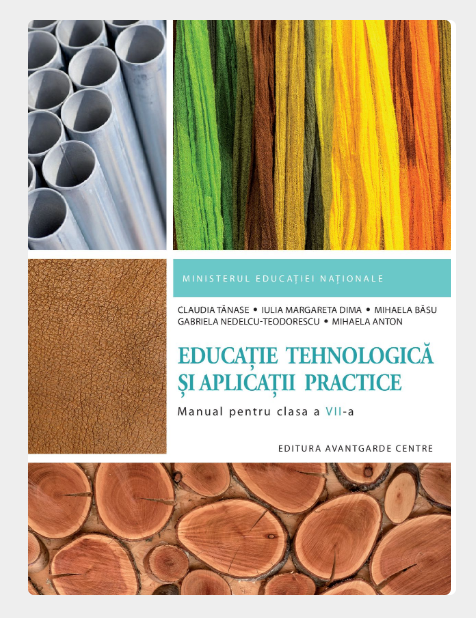 MINISTERUL EDUCAȚIEI NAȚIONALE
CLAUDIA TĂNASE • IULIA MARGARETA DIMA • MIHAELA BÂSU
GABRIELA NEDELCU-TEODORESCU • MIHAELA ANTON
EDUCAȚIE TEHNOLOGICĂ
ȘI APLICAȚII PRACTICE
Manual pentru clasa a VII-a
EDITURA AVANTGARDE CENTRE